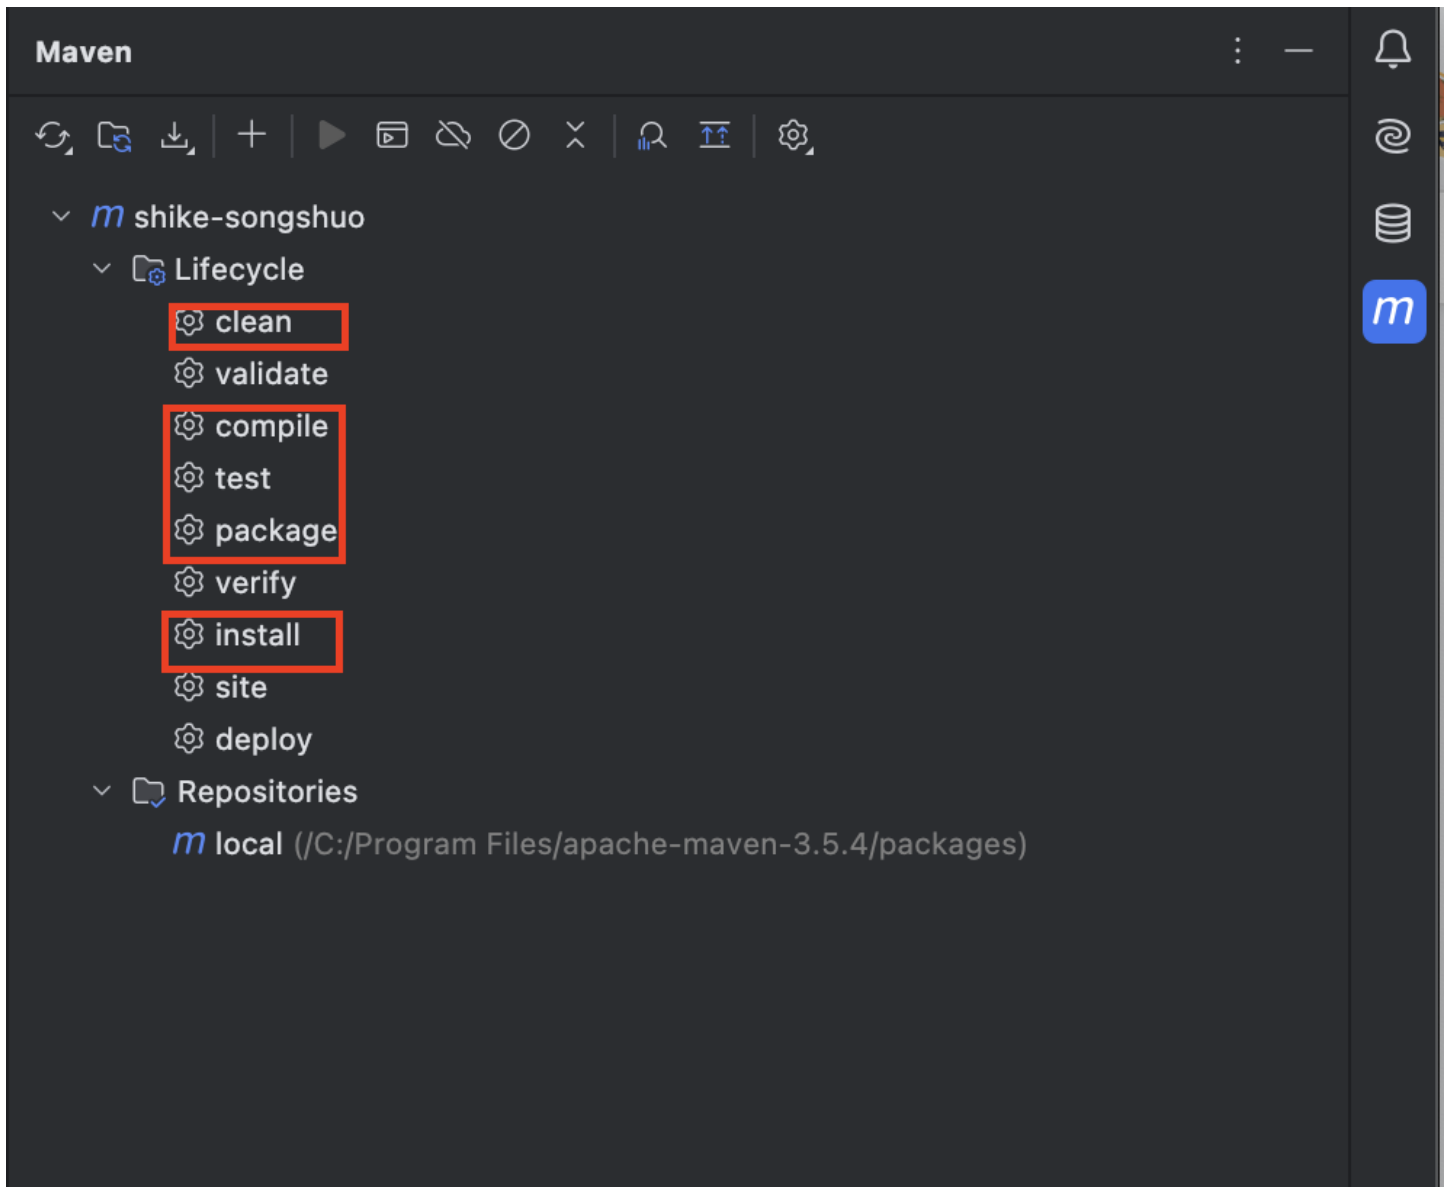 Maven
m shike-songshuo
Lifecycle
clean
validate
compile
test
package
verify
install
site
deploy
Repositories
m local (/C:/Program Files/apache-maven-3.5.4/packages)
m